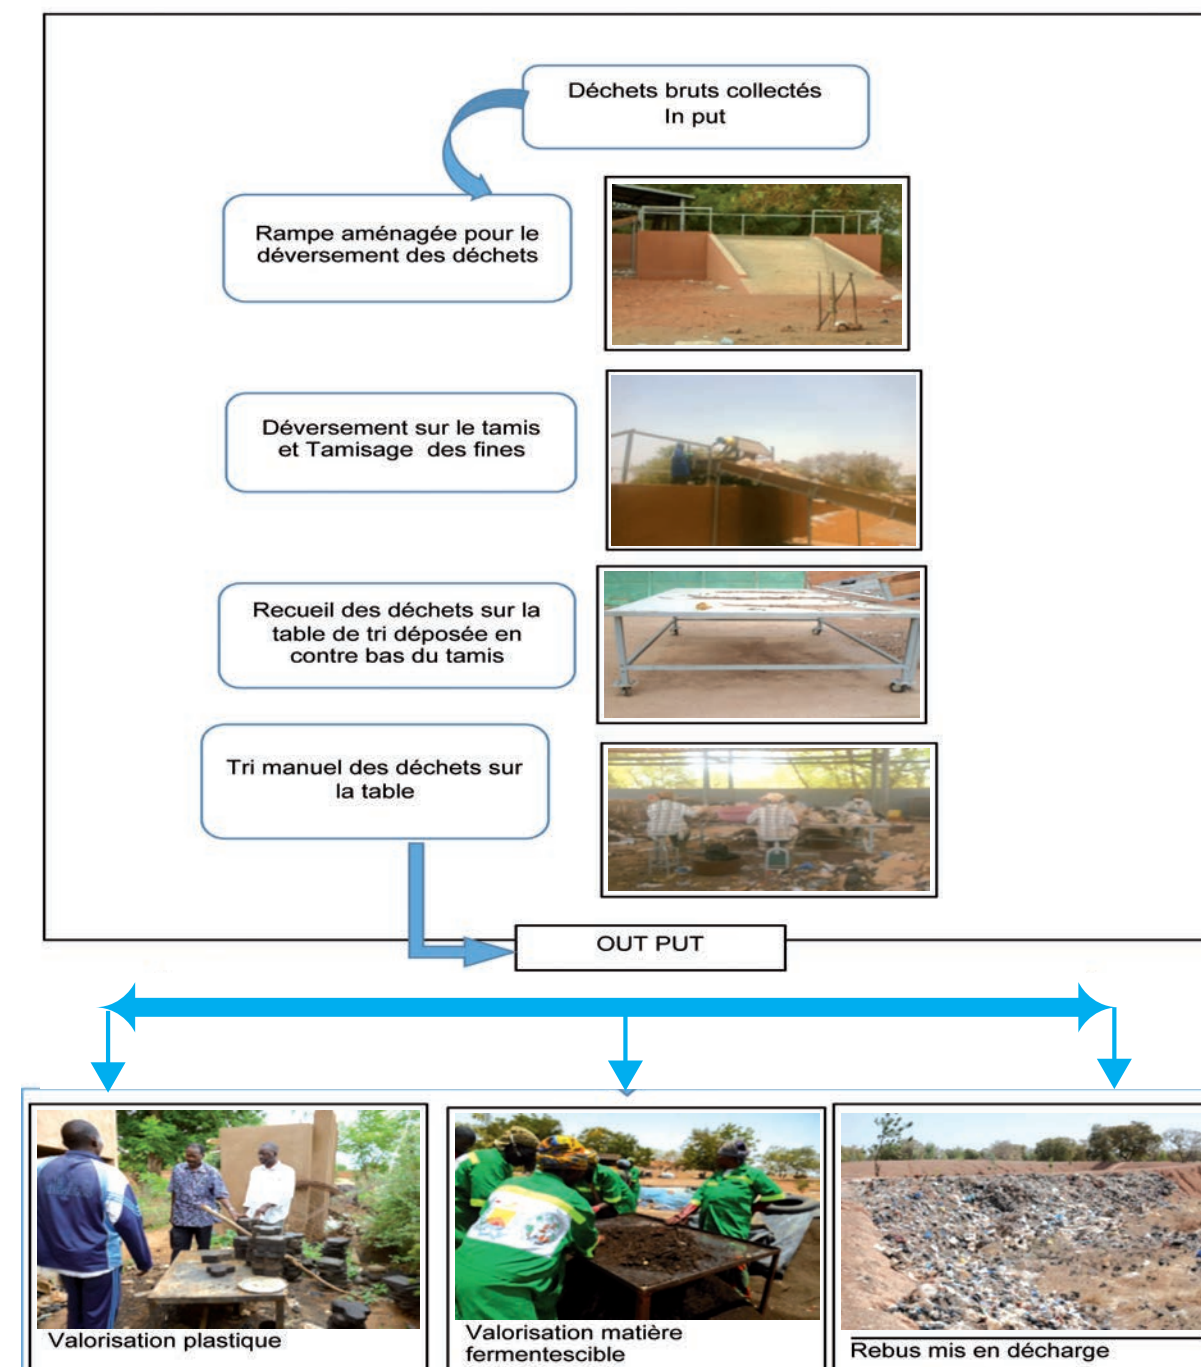 Déchets bruts collectés
In put
Rampe aménagée pour le
déversement des déchets
Déversement sur le tamis
et Tamisage des fines
Recueil des déchets sur la
table de tri déposée en
contre bas du tamis
Tri manuel des déchets sur
la table
OUT PUT
Valorisation plastique
Valorisation matière
fermentescible
Rebus mis en décharge